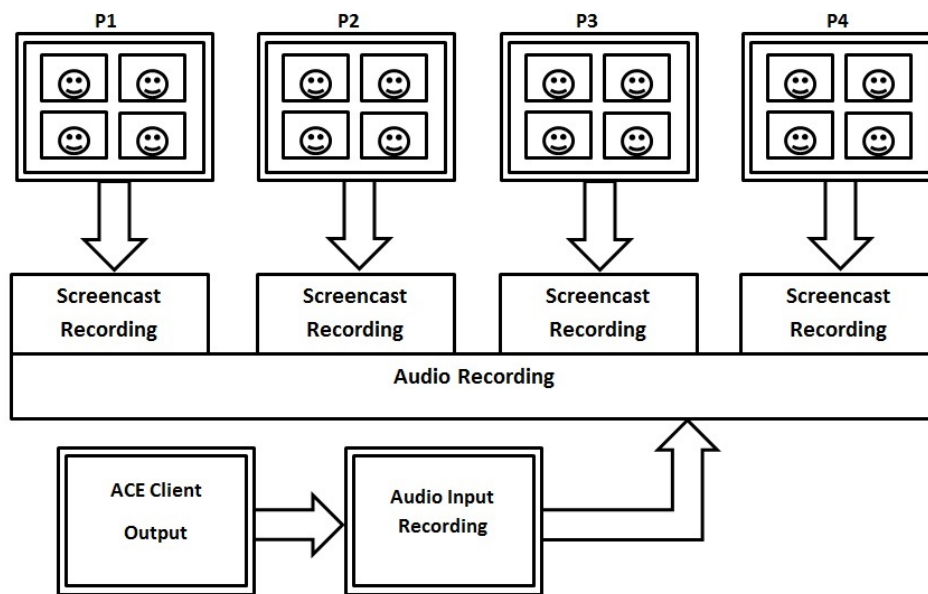 P1
P2
P3
P4
Screencast
Recording
Screencast
Recording
Screencast
Recording
Screencast
Recording
Audio Recording
ACE Client
Output
Audio Input
Recording